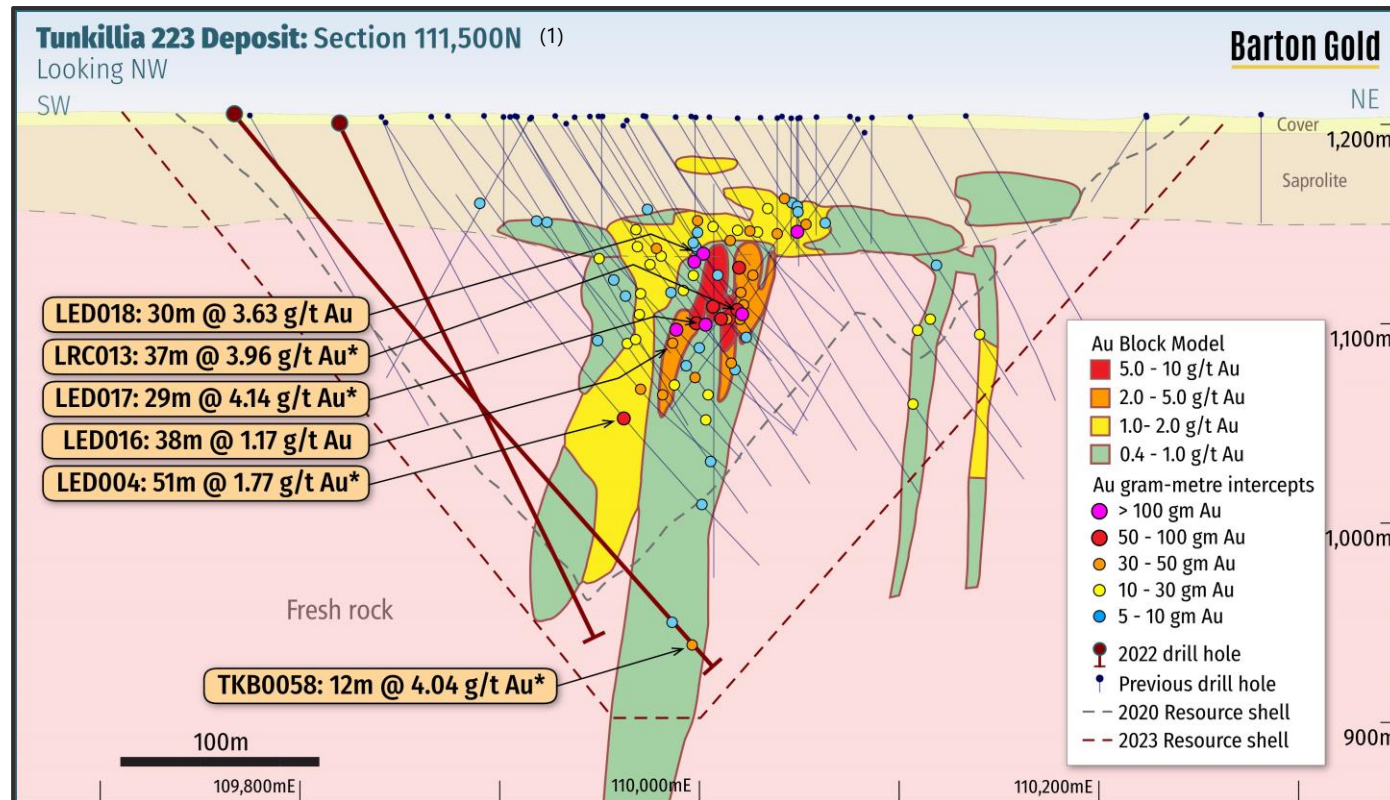 Tunkillia 223 Deposit: Section 111,500N (1)
Barton Gold
Looking NW
SW
NE
Cover
1,200m
Saprolite
LED018: 30m @ 3.63 g/t Au
LRC013: 37m @ 3.96 g/t Au*
LED017: 29m @ 4.14 g/t Au*
LED016: 38m @ 1.17 g/t Au
LED004: 51m @ 1.77 g/t Au*
1,100m
Au Block Model
5.0 - 10 g/t Au
2.0 - 5.0 g/t Au
1.0- 2.0 g/t Au
0.4 - 1.0 g/t Au
Au gram-metre intercepts
> 100 gm Au
50 - 100 gm Au
30 - 50 gm Au
10 - 30 gm Au
5 - 10 gm Au
2022 drill hole
Previous drill hole
2020 Resource shell
2023 Resource shell
1,000m
Fresh rock
TKB0058: 12m @ 4.04 g/t Au*
900m
100m
109,800mE
110,000mE
110,200mE